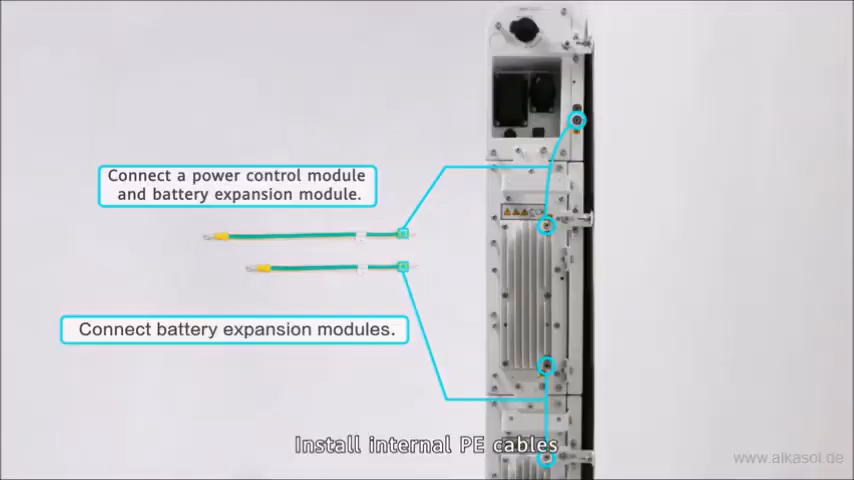 Connect a power control module
and battery expansion module.
Connect battery expansion modules.
Install internal PE cables
www.alkasol.de